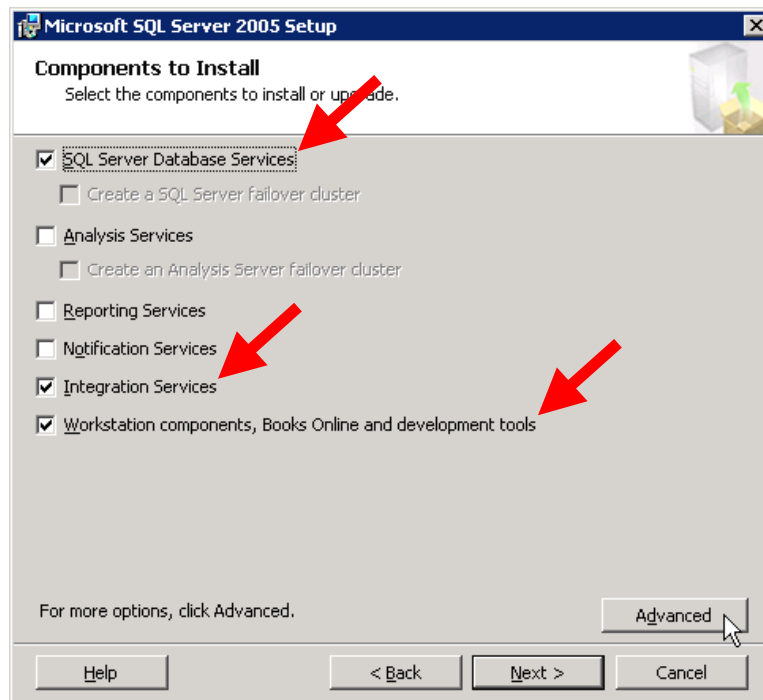 Microsoft SQL Server 2005 Setup
Components to Install
Select the components to install or upgrade.
SQL Server Database Services
Create a SQL Server failover cluster
Analysis Services
Create an Analysis Server failover cluster
Reporting Services
Notification Services
Integration Services
Workstation components, Books Online and development tools
For more options, click Advanced.
Advanced
Help
< Back
Next >
Cancel